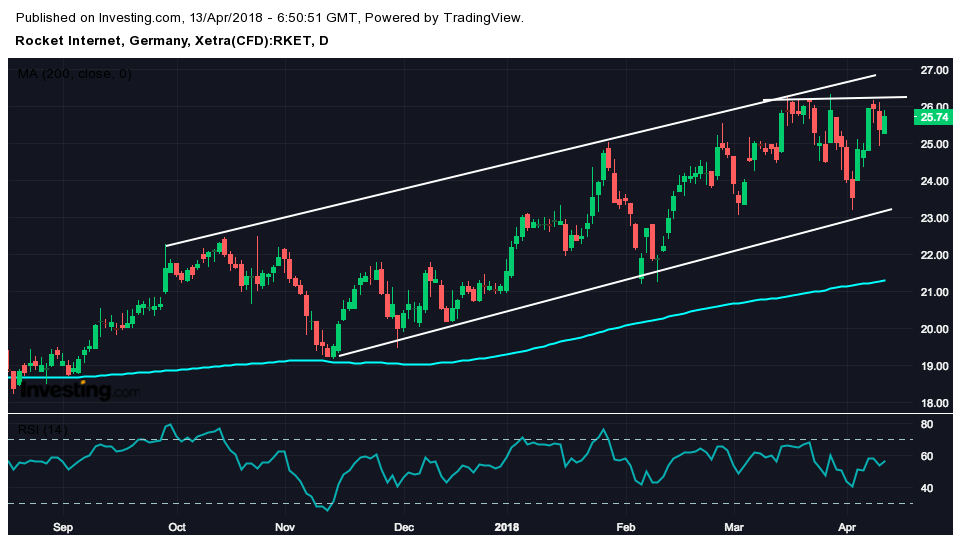 Published on Investing.com, 13/Apr/2018 - 6:50:51 GMT, Powered by TradingView.
Rocket Internet, Germany, Xetra(CFD):RKET, D
MA (200, close, 0)
27.00
26.00
25.74
25.00
24.00
23.00
22.00
21.00
20.00
19.00
18.00
Investing.com
RSI (14)
80
60
40
Sep Oct Nov Dec 2018 Feb Mar Apr